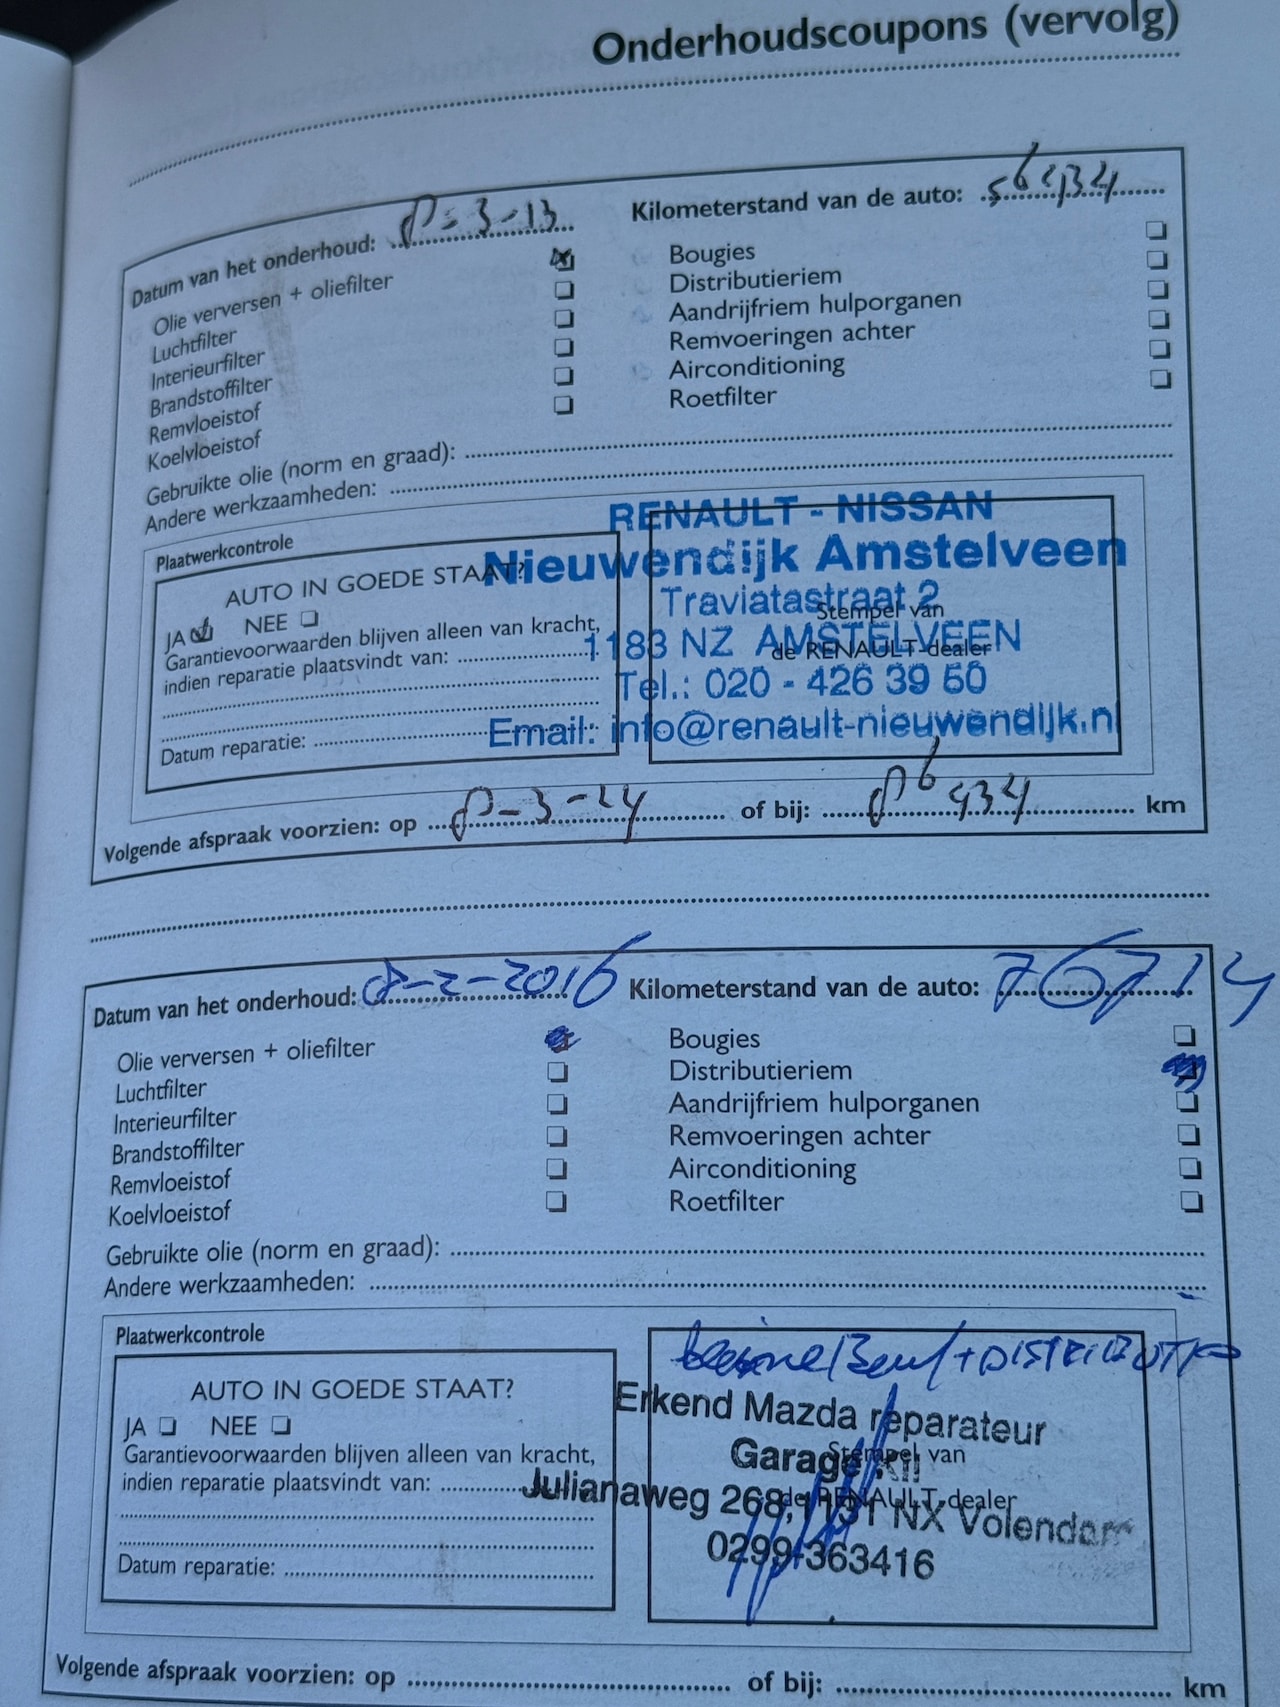 Onderhoudscoupons (vervolg)
Datum van het onderhoud: 8-3-13 Kilometerstand van de auto: 56434
Olie verversen + oliefilter Bougies
Luchtfilter Distributieriem
Interieurfilter Aandrijfriem hulporganen
Brandstoffilter Remvoeringen achter
Remvloeistof Airconditioning
Koelvloeistof Roetfilter
Gebruikte olie (norm en graad):
Andere werkzaamheden:
Plaatwerkcontrole
AUTO IN GOEDE STAAT?
JA NEE
Garantievoorwaarden blijven alleen van kracht,
indien reparatie plaatsvindt van:
Datum reparatie:
RENAULT - NISSAN
Nieuwendijk Amstelveen
Traviatastraat 2
Stempel van
1183 NZ AMSTELVEEN
de RENAULT-dealer
Tel.: 020 - 426 39 50
Email: info@renault-nieuwendijk.nl
Volgende afspraak voorzien: op 8-3-14 of bij: 86434 km
Datum van het onderhoud: 8-2-2016 Kilometerstand van de auto: 76714
Olie verversen + oliefilter Bougies
Luchtfilter Distributieriem
Interieurfilter Aandrijfriem hulporganen
Brandstoffilter Remvoeringen achter
Remvloeistof Airconditioning
Koelvloeistof Roetfilter
Gebruikte olie (norm en graad):
Andere werkzaamheden:
Plaatwerkcontrole
AUTO IN GOEDE STAAT?
JA NEE
Garantievoorwaarden blijven alleen van kracht,
indien reparatie plaatsvindt van:
Datum reparatie:
+ DISTRIBUTIE
Erkend Mazda reparateur
Garage
Stempel van
Julianaweg 268, 1131 NX Volendam
de RENAULT-dealer
0299-363416
Volgende afspraak voorzien: op of bij: km